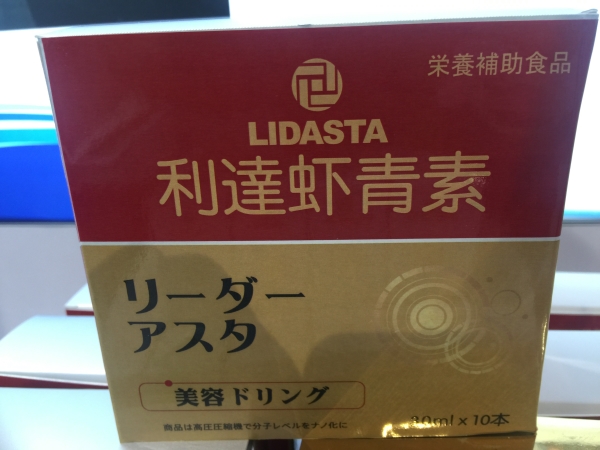 栄養補助食品
LIDASTA
利達虾青素
リーダー
アスタ
美容ドリング
30ml x 10本
商品は高圧圧縮機で分子レベルをナノ化に